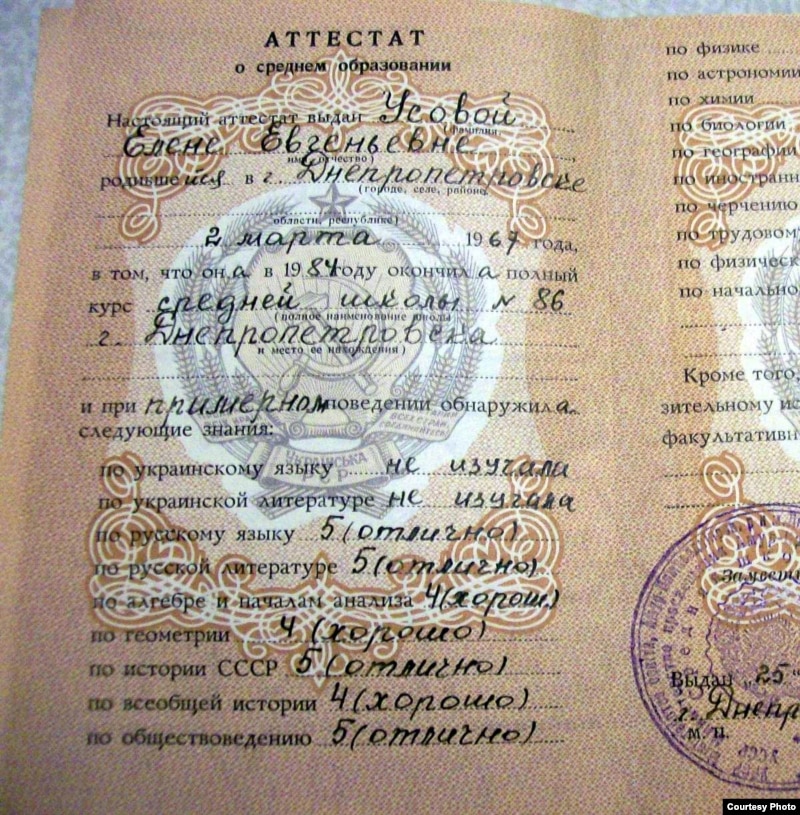 АТТЕСТАТ
о среднем образовании
Настоящий аттестат выдан Усовой
(фамилия,
Елене Евгеньевне,
имя, отчество)
родившейся в г. Днепропетровске
(городе, селе, районе,
области, республике)
2 марта 1967 года,
в том, что она в 1984 году окончила полный
курс средней школы № 86
(полное наименование школы
г. Днепропетровска
и место ее нахождения)
и при примерном поведении обнаружила
следующие знания:
УКРАЇНСЬКА
РСР
по украинскому языку не изучала
по украинской литературе не изучала
по русскому языку 5 (отлично)
по русской литературе 5 (отлично)
по алгебре и началам анализа 4 (хорош)
по геометрии 4 (хорошо)
по истории СССР 5 (отлично)
по всеобщей истории 4 (хорошо)
по обществоведению 5 (отлично)
по физике
по астрономии
по химии
по биологии
по географии
по иностранн
по черчению
по трудовому
по физическ
по начально
Кроме того,
зительному ис
факультативн
Замести
Выдан „25“
г. Днепр
м. п.
Courtesy Photo